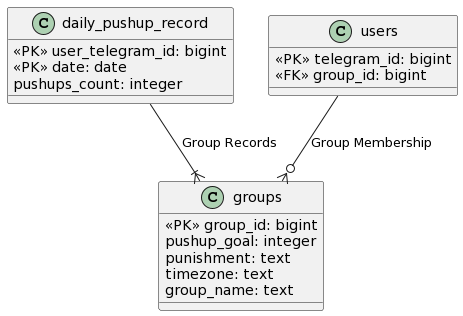 C daily_pushup_record
«PK» user_telegram_id: bigint
«PK» date: date
pushups_count: integer
C users
«PK» telegram_id: bigint
«FK» group_id: bigint
Group Records
Group Membership
C groups
«PK» group_id: bigint
pushup_goal: integer
punishment: text
timezone: text
group_name: text